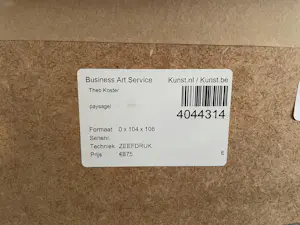 Business Art Service Kunst.nl / Kunst.be
Theo Koster
paysage!
4044314
Formaat 0 x 104 x 106
Serienr.
Techniek ZEEFDRUK
Prijs €875 E